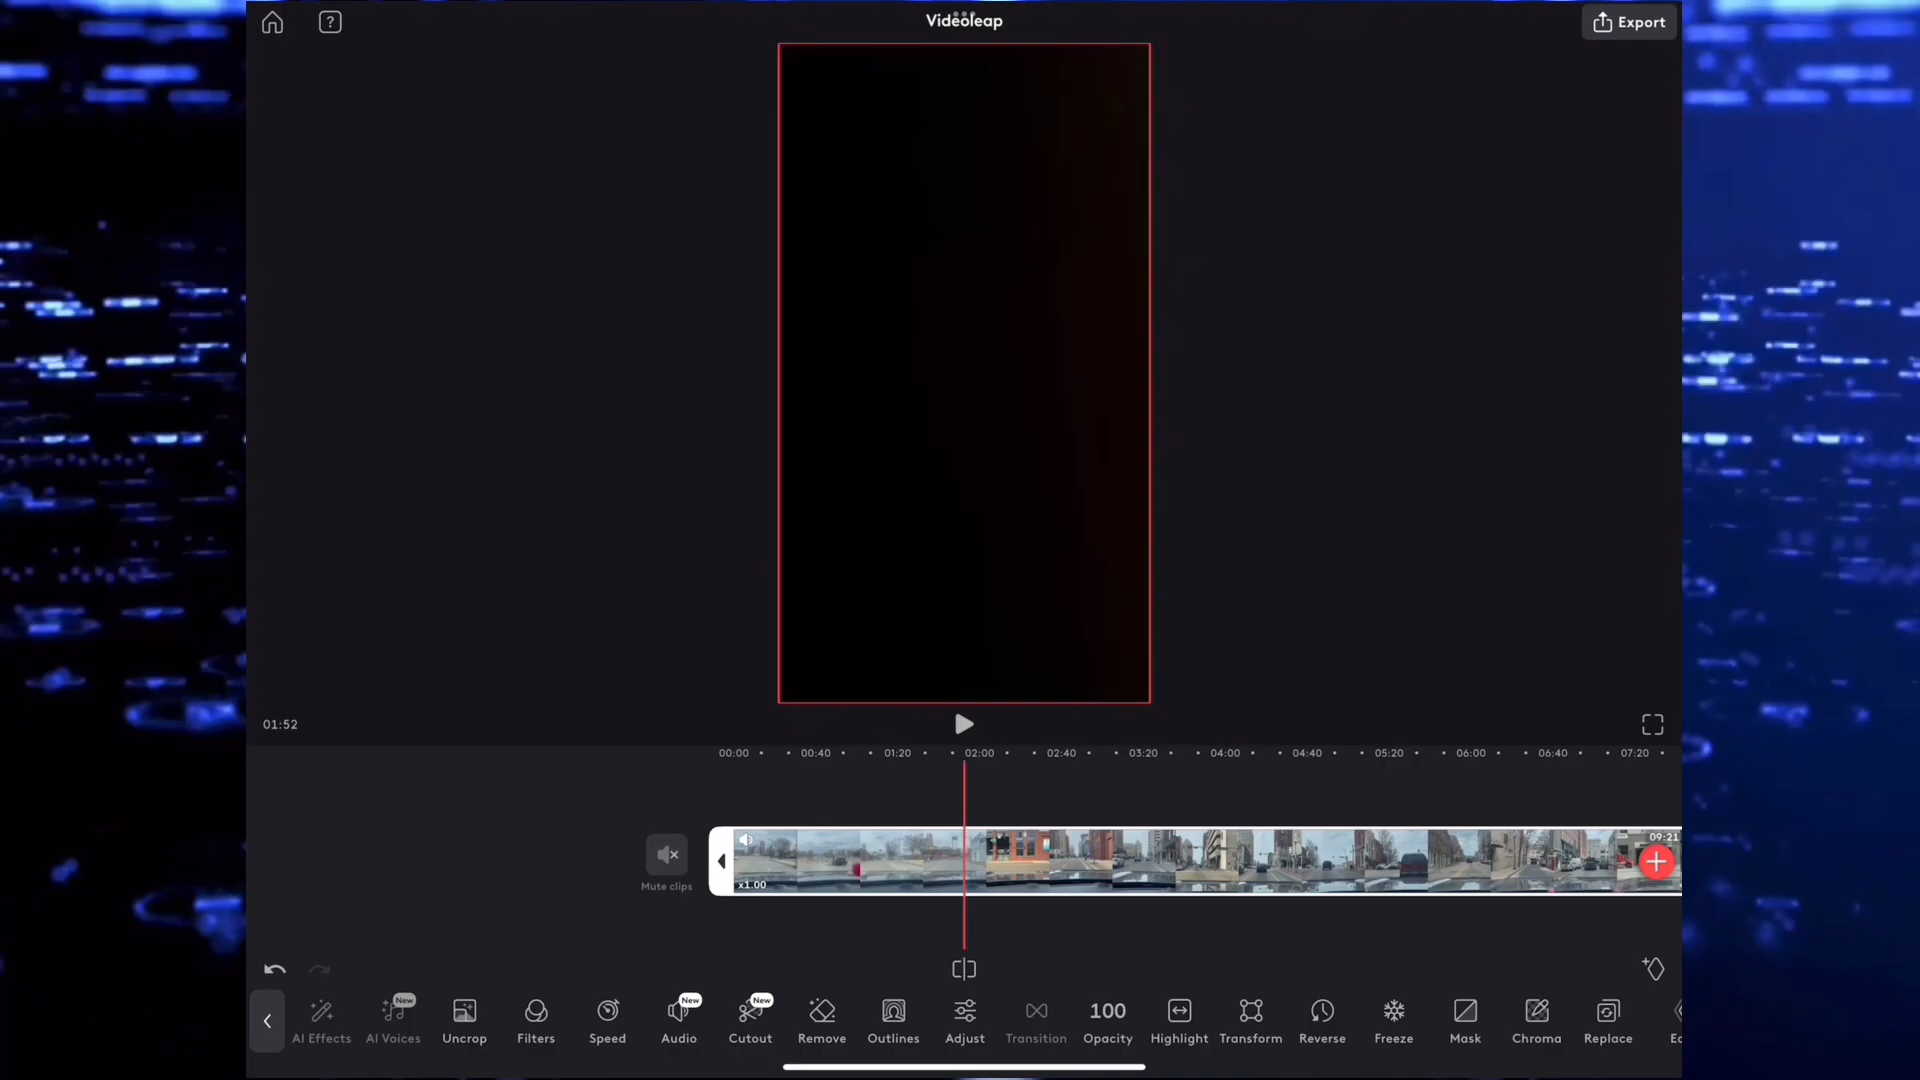 ?
Videoleap
Export
01:52
00:00 00:40 01:20 02:00 02:40 03:20 04:00 04:40 05:20 06:00 06:40 07:20
09:21
x1.00
Mute clips
New New New
100
AI Effects AI Voices Uncrop Filters Speed Audio Cutout Remove Outlines Adjust Transition Opacity Highlight Transform Reverse Freeze Mask Chroma Replace